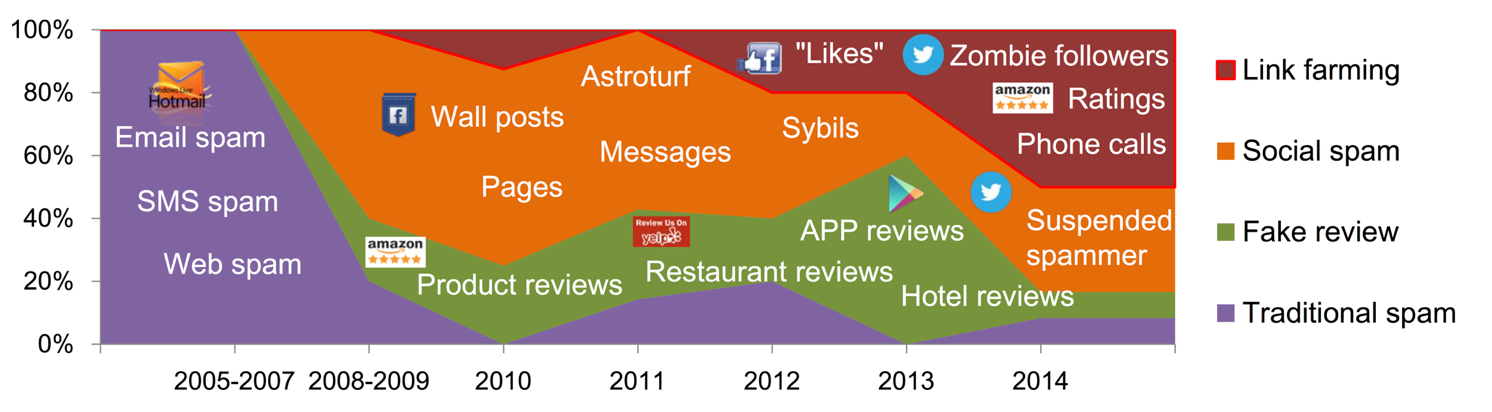 100%
80%
60%
40%
20%
0%
2005-2007
2008-2009
2010
2011
2012
2013
2014
Windows Live
Hotmail
Email spam
SMS spam
Web spam
f
Wall posts
Pages
Astroturf
Messages
Sybils
amazon
Product reviews
Review Us On
yelp
Restaurant reviews
APP reviews
Hotel reviews
f
"Likes"
Zombie followers
amazon
Ratings
Phone calls
Suspended
spammer
Link farming
Social spam
Fake review
Traditional spam